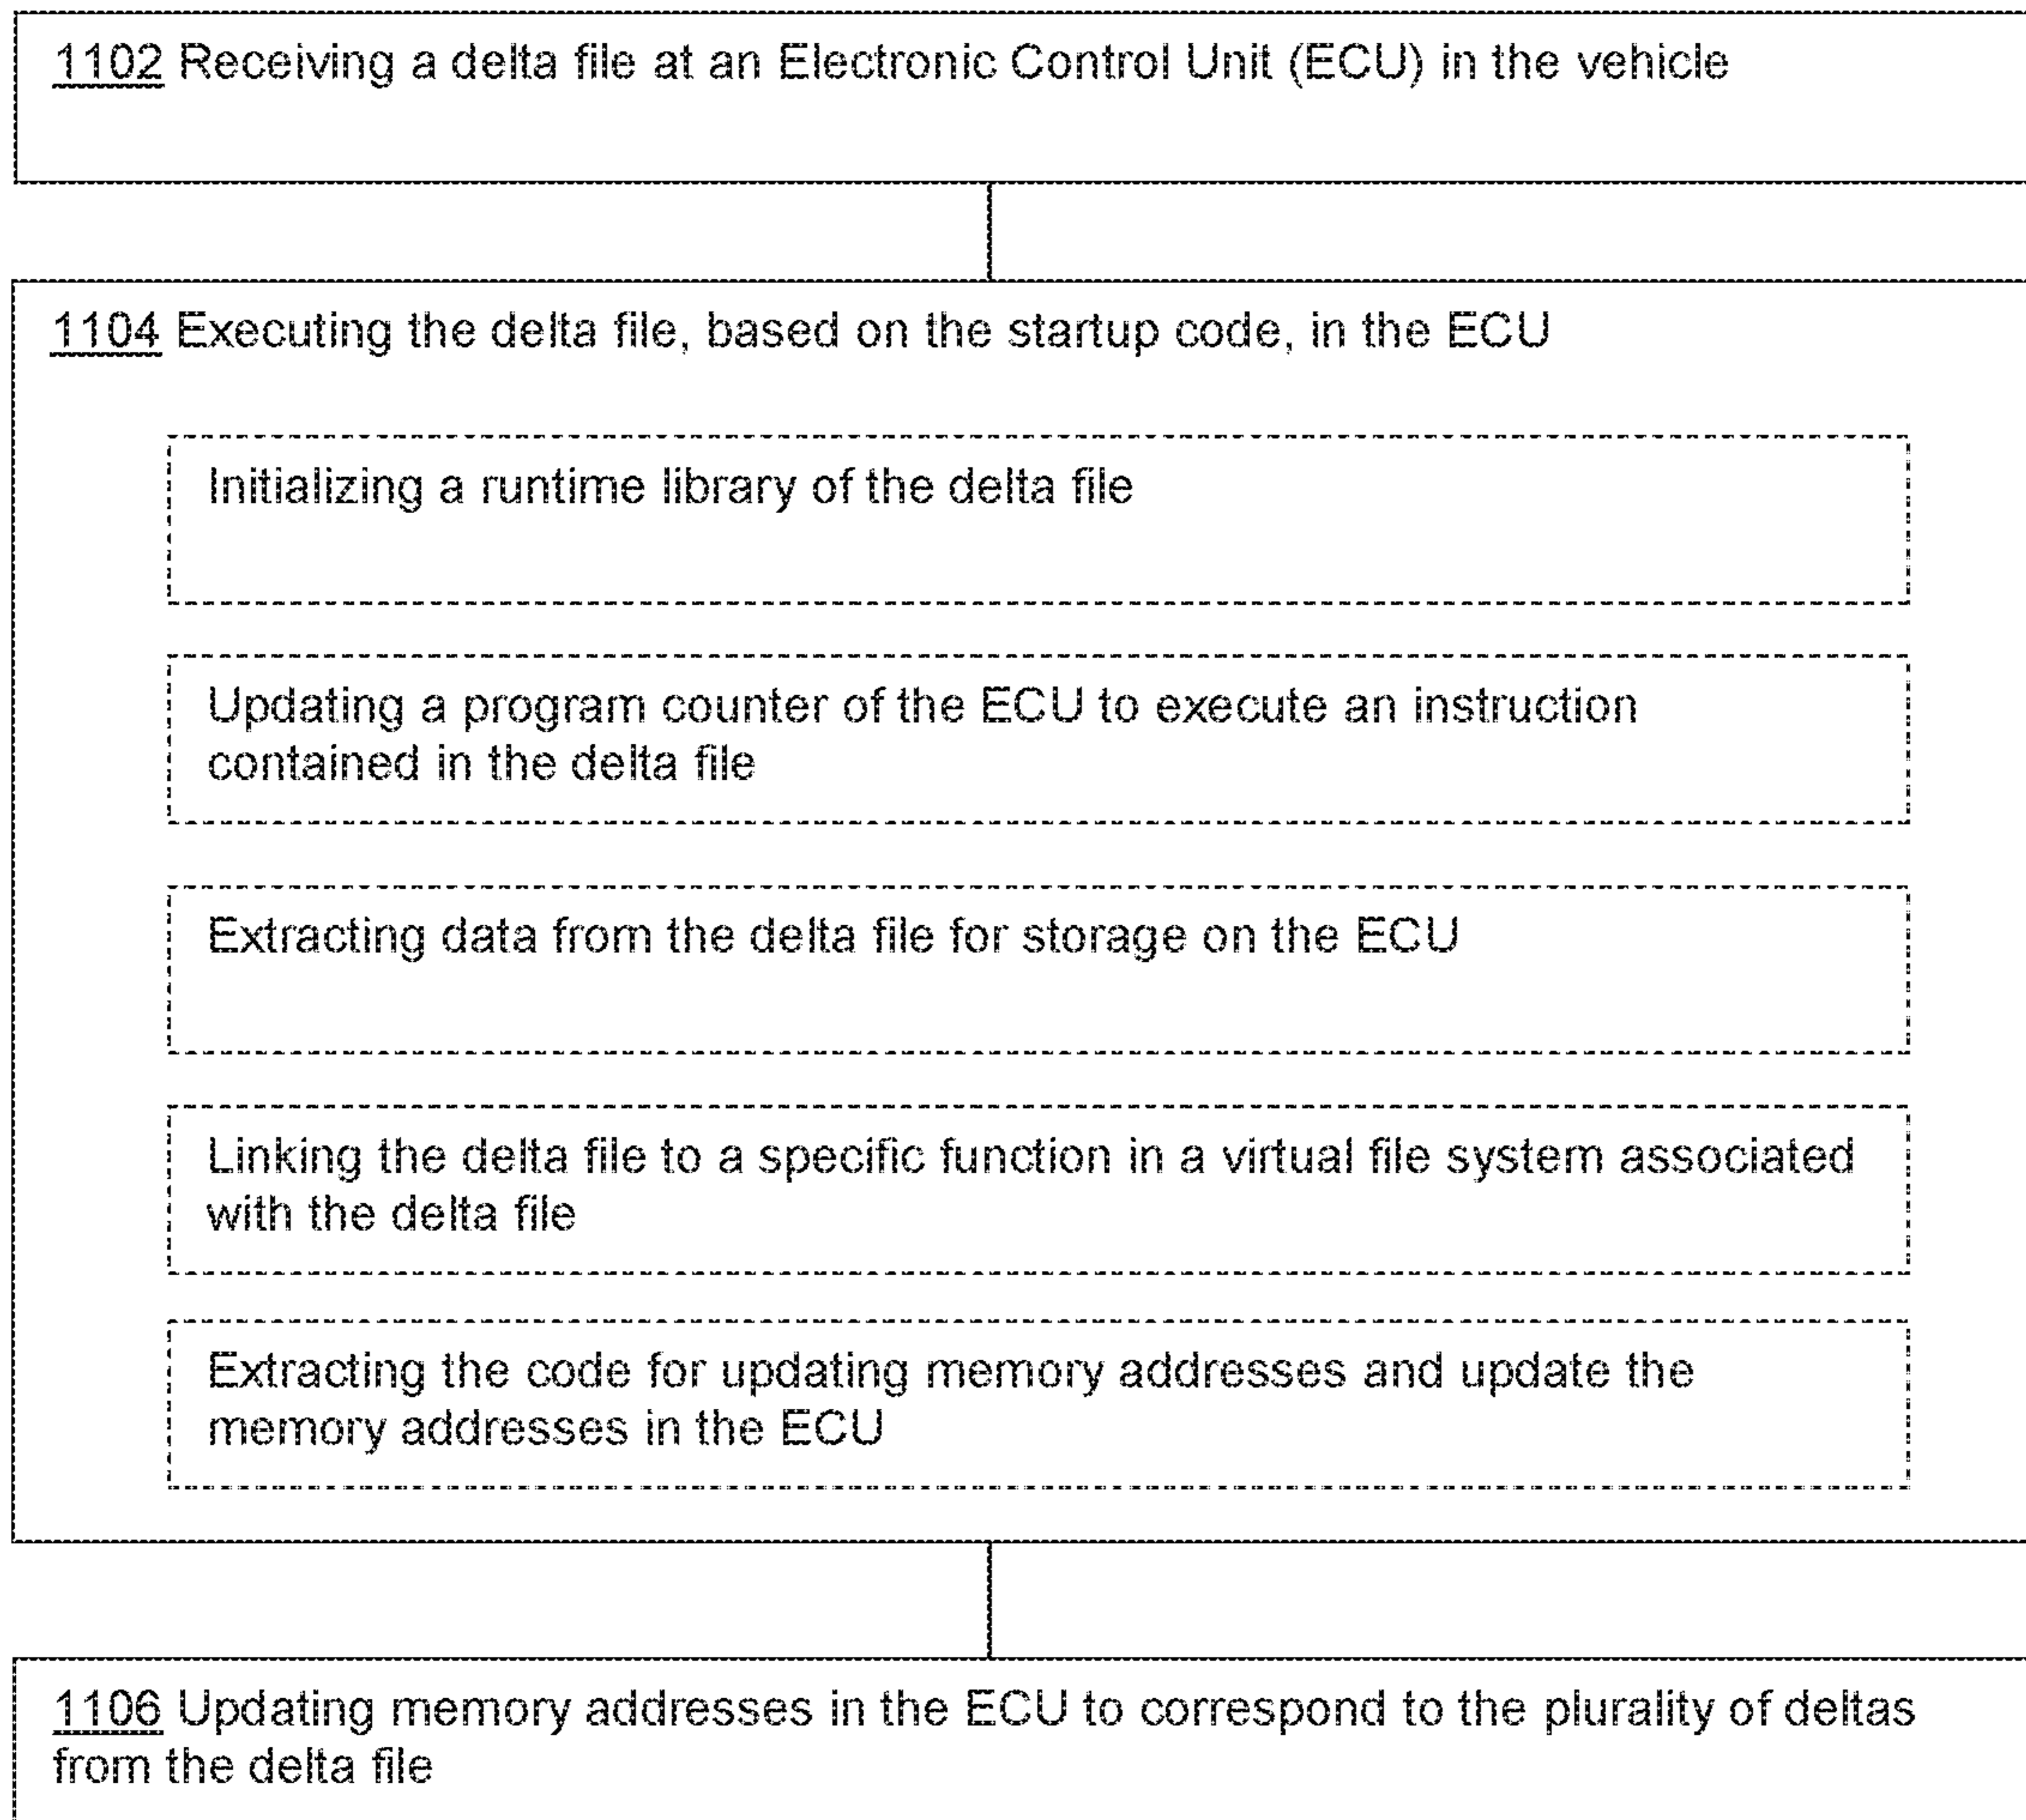 1102 Receiving a delta file at an Electronic Control Unit (ECU) in the vehicle
1104 Executing the delta file, based on the startup code, in the ECU
Initializing a runtime library of the delta file
Updating a program counter of the ECU to execute an instruction
contained in the delta file
Extracting data from the delta file for storage on the ECU
Linking the delta file to a specific function in a virtual file system associated
with the delta file
Extracting the code for updating memory addresses and update the
memory addresses in the ECU
1106 Updating memory addresses in the ECU to correspond to the plurality of deltas
from the delta file